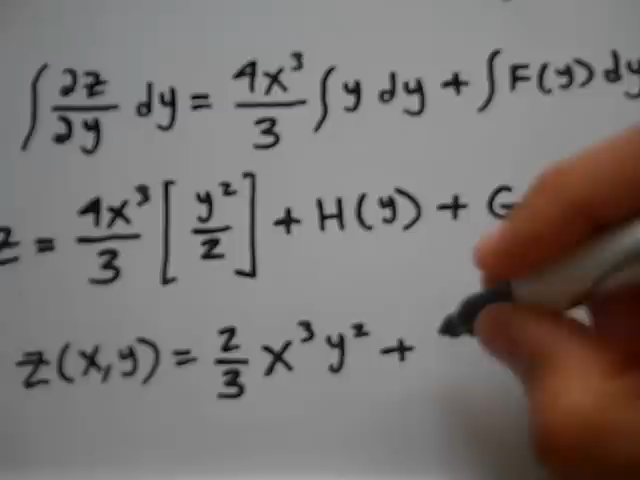 ∫ ∂z/∂y dy = 4x³/3 ∫ y dy + ∫ F(y) dy
z = 4x³/3 [y²/2] + H(y) + G
z(x,y) = 2/3 x³y² +